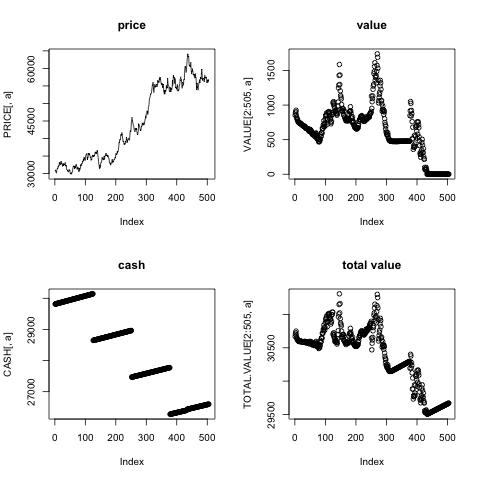 price
PRICE[, a]
30000 45000 60000
0 100 200 300 400 500
Index
value
VALUE[2:505, a]
0 500 1000 1500
0 100 200 300 400 500
Index
cash
CASH[, a]
27000 29000
0 100 200 300 400 500
Index
total value
TOTAL.VALUE[2:505, a]
29500 30500
0 100 200 300 400 500
Index